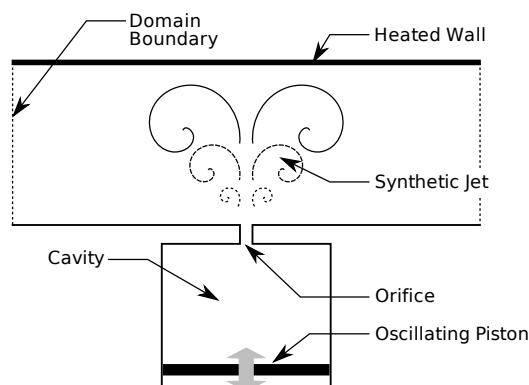 Domain
Boundary
Heated Wall
Synthetic Jet
Cavity
Orifice
Oscillating Piston